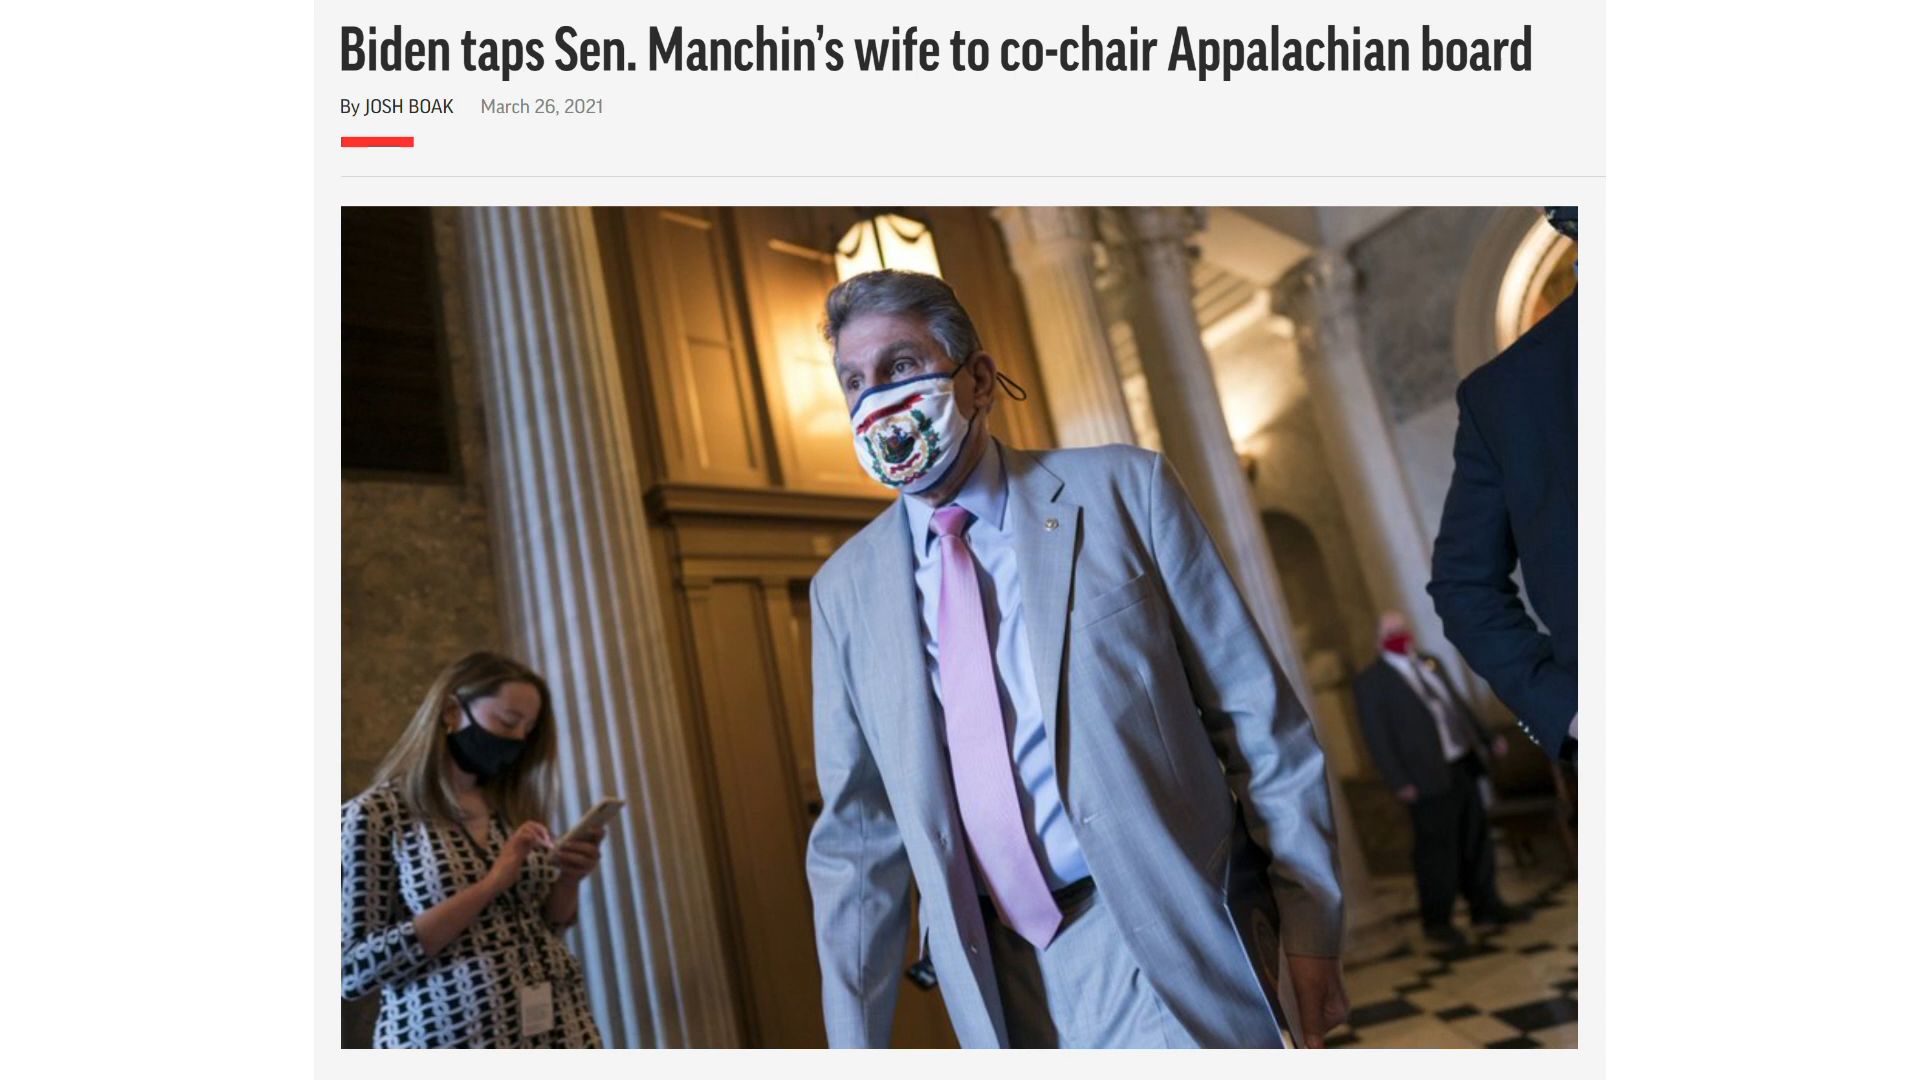 Biden taps Sen. Manchin’s wife to co-chair Appalachian board
By JOSH BOAK March 26, 2021